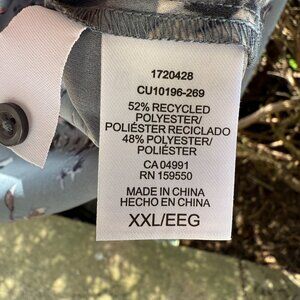 1720428
CU10196-269
52% RECYCLED
POLYESTER/
POLIÉSTER RECICLADO
48% POLYESTER/
POLIÉSTER
CA 04991
RN 159550
MADE IN CHINA
HECHO EN CHINA
XXL/EEG